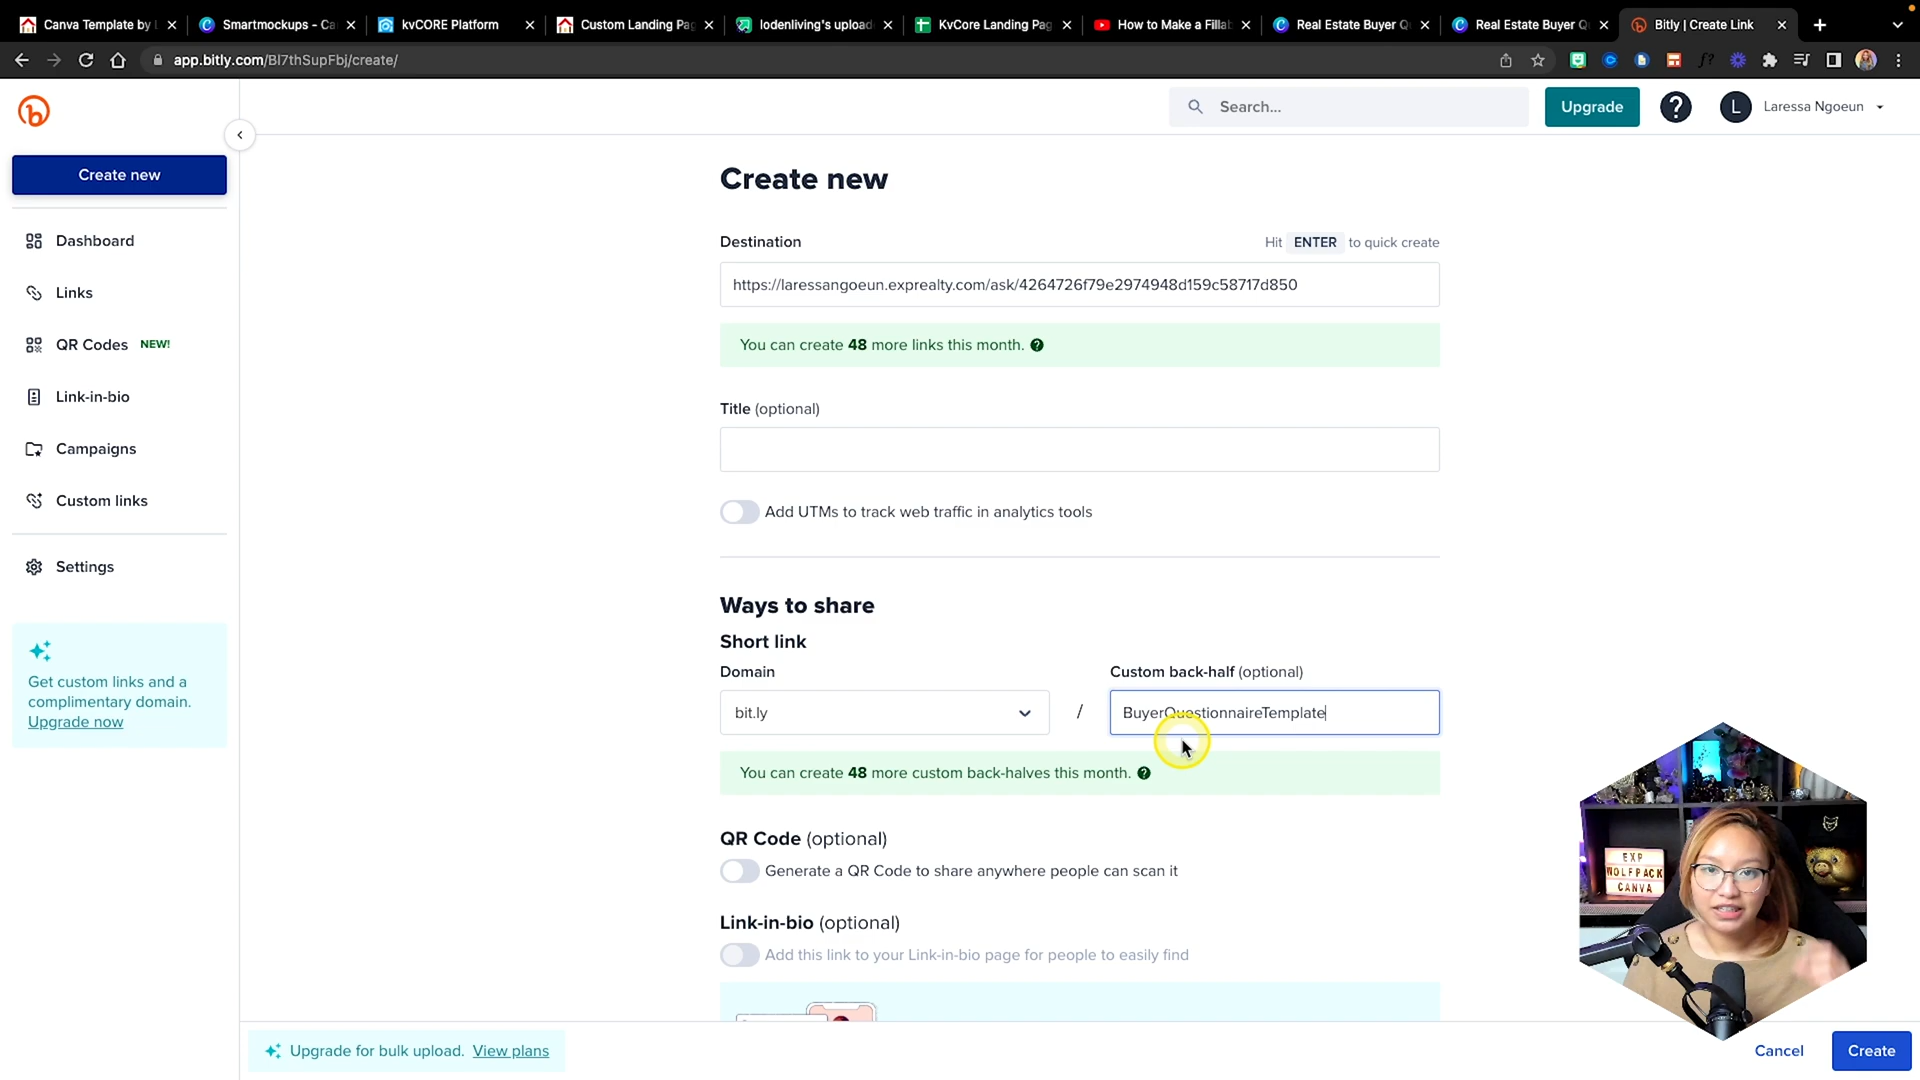 Canva Template by L
Smartmockups - Ca
kvCORE Platform
Custom Landing Pag
lodenliving's upload
KvCore Landing Pag
How to Make a Fillab
Real Estate Buyer Q
Real Estate Buyer Q
Bitly | Create Link
app.bitly.com/Bl7thSupFbj/create/
Search...
Upgrade
L
Laressa Ngoeun
Create new
Dashboard
Links
QR Codes NEW!
Link-in-bio
Campaigns
Custom links
Settings
Get custom links and a
complimentary domain.
Upgrade now
Create new
Destination
Hit ENTER to quick create
https://laressangoeun.exprealty.com/ask/4264726f79e2974948d159c58717d850
You can create 48 more links this month.
Title (optional)
Add UTMs to track web traffic in analytics tools
Ways to share
Short link
Domain
Custom back-half (optional)
bit.ly
/
BuyerQuestionnaireTemplate
You can create 48 more custom back-halves this month.
QR Code (optional)
Generate a QR Code to share anywhere people can scan it
Link-in-bio (optional)
Add this link to your Link-in-bio page for people to easily find
EXP
WOLFPACK
CANVA
Upgrade for bulk upload. View plans
Cancel
Create